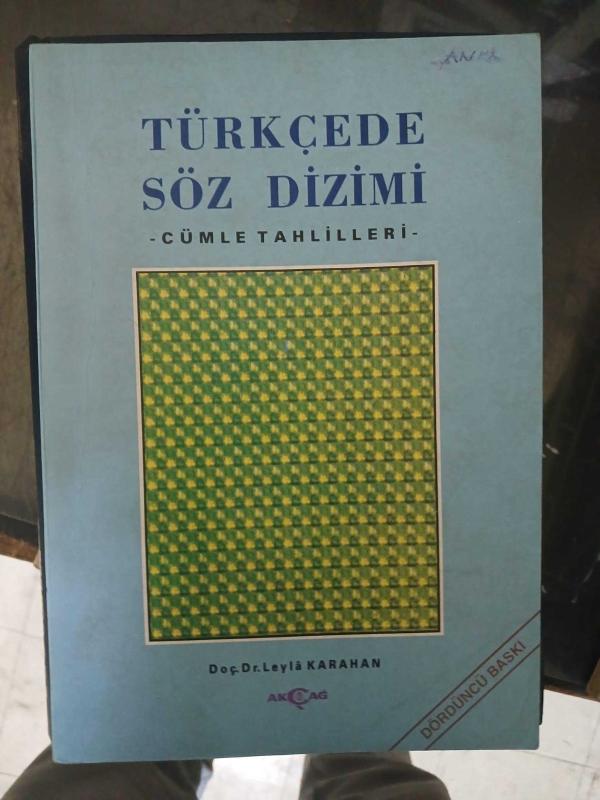 TÜRKÇEDE
SÖZ DİZİMİ
-CÜMLE TAHLİLLERİ-
Doç.Dr.Leylâ KARAHAN
AKÇAĞ
DÖRDÜNCÜ BASKI